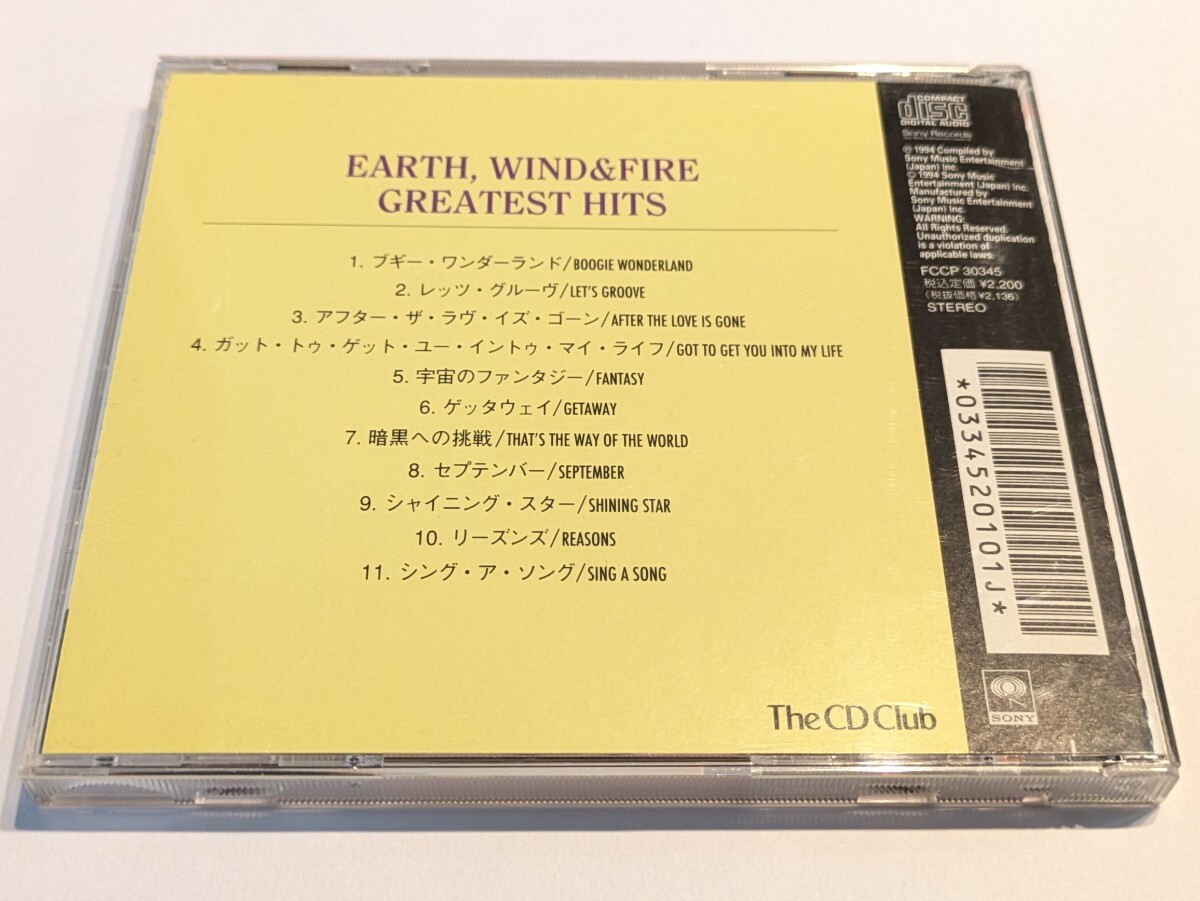 EARTH, WIND&FIRE
GREATEST HITS
1. ブギー・ワンダーランド/BOOGIE WONDERLAND
2. レッツ・グルーヴ/LET'S GROOVE
3. アフター・ザ・ラヴ・イズ・ゴーン/AFTER THE LOVE IS GONE
4. ガット・トゥ・ゲット・ユー・イントゥ・マイ・ライフ/GOT TO GET YOU INTO MY LIFE
5. 宇宙のファンタジー/FANTASY
6. ゲッタウェイ/GETAWAY
7. 暗黒への挑戦/THAT'S THE WAY OF THE WORLD
8. セプテンバー/SEPTEMBER
9. シャイニング・スター/SHINING STAR
10. リーズンズ/REASONS
11. シング・ア・ソング/SING A SONG
The CD Club
COMPACT
disc
DIGITAL AUDIO
Sony Records
℗ 1994 Compiled by
Sony Music Entertainment
(Japan) Inc.
© 1994 Sony Music
Entertainment (Japan) Inc.
Manufactured by
Sony Music Entertainment
(Japan) Inc.
WARNING:
All Rights Reserved.
Unauthorized duplication
is a violation of
applicable laws.
FCCP 30345
税込定価 ¥2,200
(税抜価格 ¥2,136)
STEREO
*0334520101J*
SONY